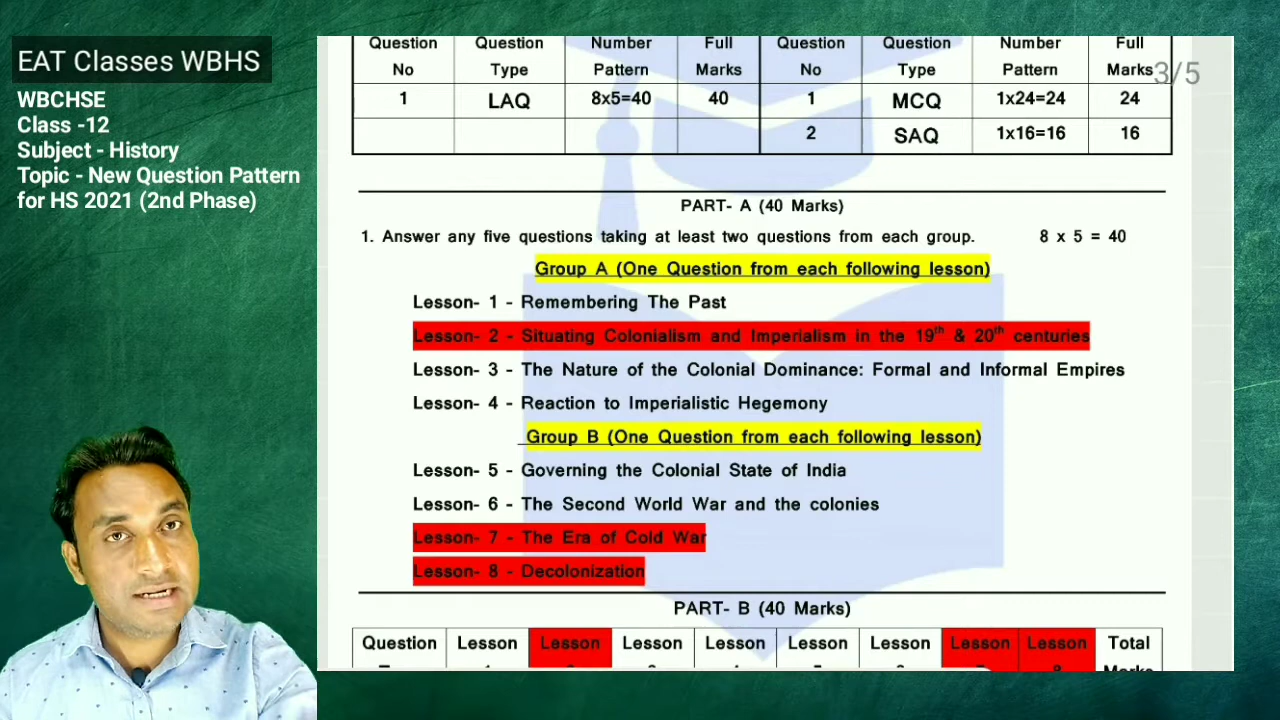 EAT Classes WBHS
WBCHSE
Class -12
Subject - History
Topic - New Question Pattern
for HS 2021 (2nd Phase)
3/5
Question No Question Type Number Pattern Full Marks Question No Question Type Number Pattern Full Marks
1 LAQ 8x5=40 40 1 MCQ 1x24=24 24
2 SAQ 1x16=16 16
PART- A (40 Marks)
1. Answer any five questions taking at least two questions from each group. 8 x 5 = 40
Group A (One Question from each following lesson)
Lesson- 1 - Remembering The Past
Lesson- 2 - Situating Colonialism and Imperialism in the 19th & 20th centuries
Lesson- 3 - The Nature of the Colonial Dominance: Formal and Informal Empires
Lesson- 4 - Reaction to Imperialistic Hegemony
Group B (One Question from each following lesson)
Lesson- 5 - Governing the Colonial State of India
Lesson- 6 - The Second World War and the colonies
Lesson- 7 - The Era of Cold War
Lesson- 8 - Decolonization
PART- B (40 Marks)
Question Lesson Lesson Lesson Lesson Lesson Lesson Lesson Lesson Total